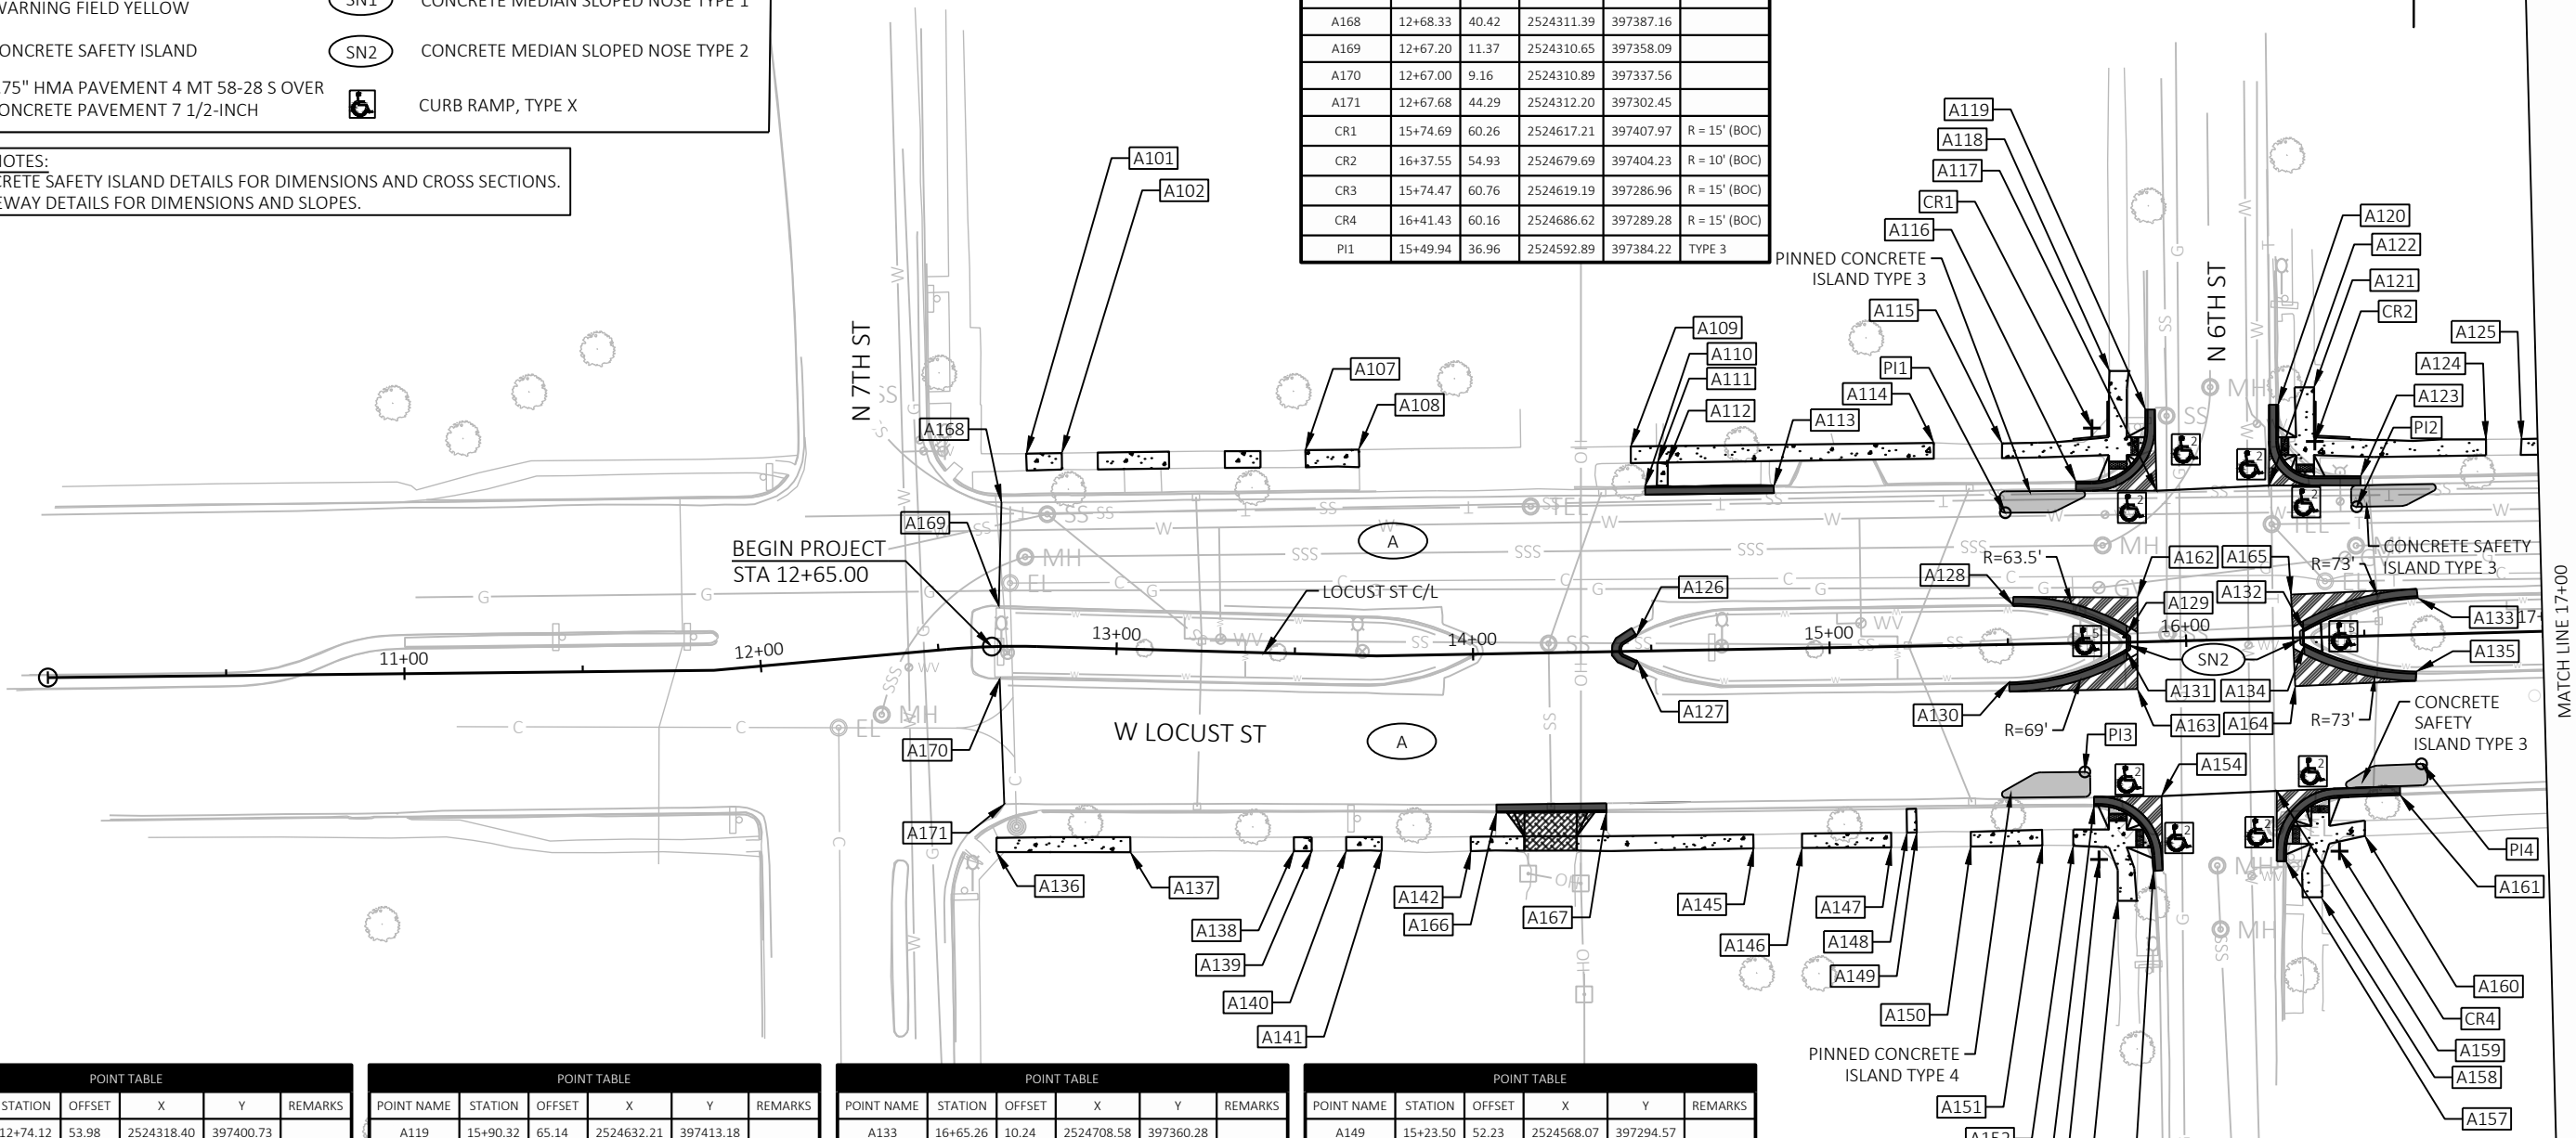 WARNING FIELD YELLOW
SN1 CONCRETE MEDIAN SLOPED NOSE TYPE 1
ONCRETE SAFETY ISLAND
SN2 CONCRETE MEDIAN SLOPED NOSE TYPE 2
.75" HMA PAVEMENT 4 MT 58-28 S OVER
ONCRETE PAVEMENT 7 1/2-INCH
CURB RAMP, TYPE X
NOTES:
CRETE SAFETY ISLAND DETAILS FOR DIMENSIONS AND CROSS SECTIONS.
EWAY DETAILS FOR DIMENSIONS AND SLOPES.
A168 12+68.33 40.42 2524311.39 397387.16
A169 12+67.20 11.37 2524310.65 397358.09
A170 12+67.00 9.16 2524310.89 397337.56
A171 12+67.68 44.29 2524312.20 397302.45
CR1 15+74.69 60.26 2524617.21 397407.97 R = 15' (BOC)
CR2 16+37.55 54.93 2524679.69 397404.23 R = 10' (BOC)
CR3 15+74.47 60.76 2524619.19 397286.96 R = 15' (BOC)
CR4 16+41.43 60.16 2524686.62 397289.28 R = 15' (BOC)
PI1 15+49.94 36.96 2524592.89 397384.22 TYPE 3
A101
A102
A107
A108
A109
A110
A111
A112
A113
A114
PI1
A115
PINNED CONCRETE
ISLAND TYPE 3
A116
CR1
A117
A118
A119
N 7TH ST
N 6TH ST
A120
A122
A121
CR2
A125
A124
A123
PI2
CONCRETE SAFETY
ISLAND TYPE 3
A168
A169
BEGIN PROJECT
STA 12+65.00
LOCUST ST C/L
11+00
12+00
13+00
14+00
15+00
16+00
17+
A
A126
A127
A128
R=63.5'
A162
A165
R=73'
A129
A132
A133
SN2
A135
A131
A134
A130
R=69'
A163
A164
R=73'
CONCRETE
SAFETY
ISLAND TYPE 3
MATCH LINE 17+00
W LOCUST ST
A
A170
A171
PI3
A154
PI4
A161
A136
A137
A138
A139
A140
A141
A142
A166
A167
A145
A146
A147
A148
A149
A150
PINNED CONCRETE
ISLAND TYPE 4
A151
A152
A160
CR4
A159
A158
A157
SS
MH
EL
TEL
WV
GV
SSS
W
G
C
T
OHO
2
5
POINT TABLE
STATION OFFSET X Y REMARKS
12+74.12 53.98 2524318.40 397400.73
POINT TABLE
POINT NAME STATION OFFSET X Y REMARKS
A119 15+90.32 65.14 2524632.21 397413.18
POINT TABLE
POINT NAME STATION OFFSET X Y REMARKS
A133 16+65.26 10.24 2524708.58 397360.28
POINT TABLE
POINT NAME STATION OFFSET X Y REMARKS
A149 15+23.50 52.23 2524568.07 397294.57